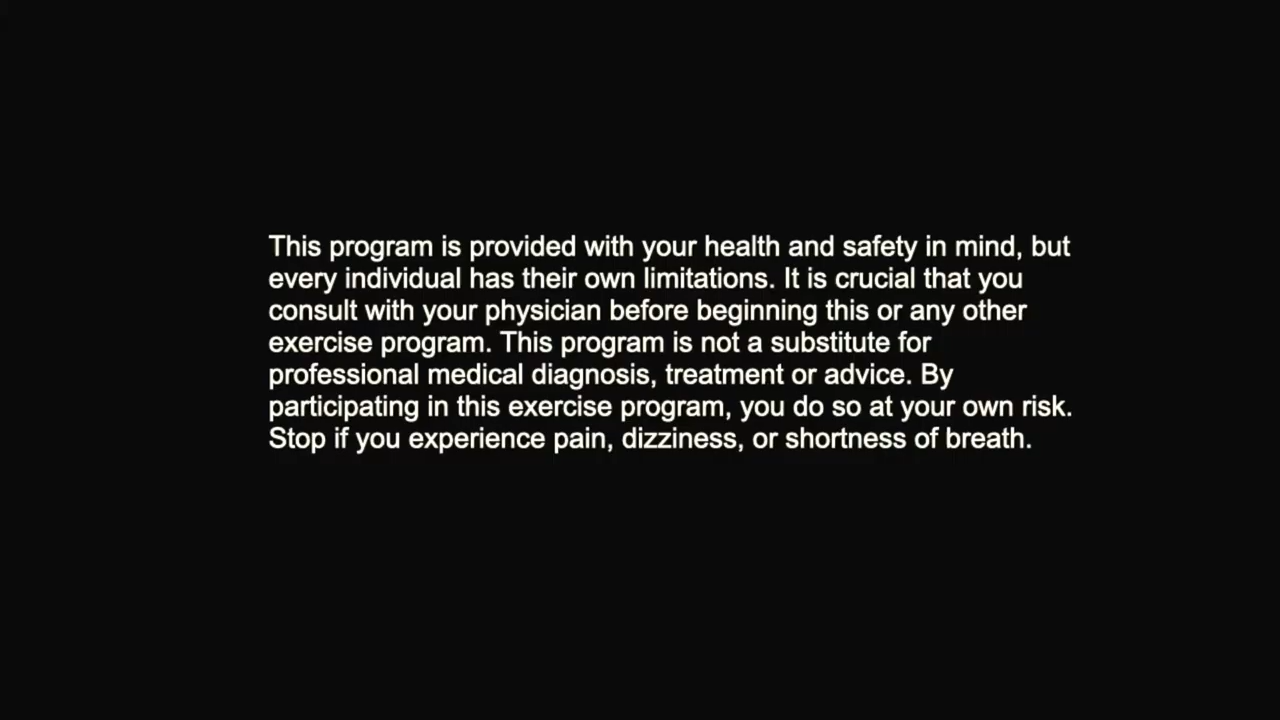 This program is provided with your health and safety in mind, but
every individual has their own limitations. It is crucial that you
consult with your physician before beginning this or any other
exercise program. This program is not a substitute for
professional medical diagnosis, treatment or advice. By
participating in this exercise program, you do so at your own risk.
Stop if you experience pain, dizziness, or shortness of breath.